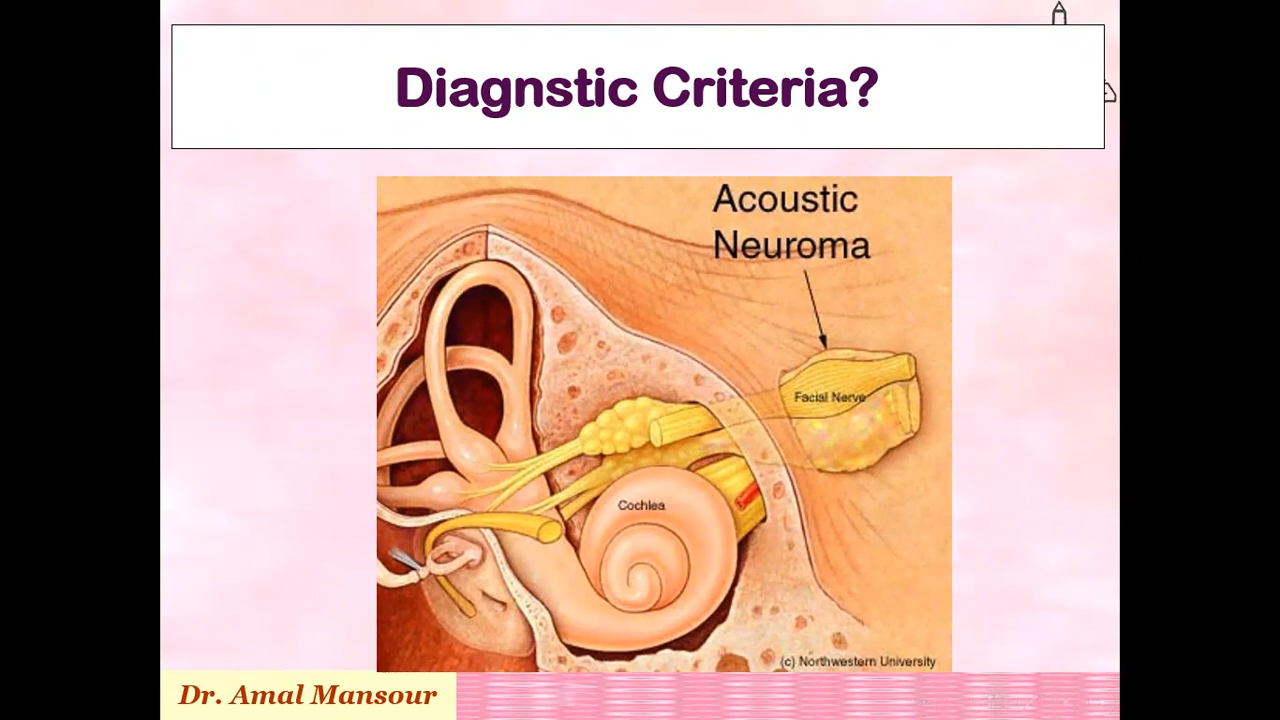 Diagnstic Criteria?
Acoustic
Neuroma
Facial Nerve
Cochlea
(c) Northwestern University
Dr. Amal Mansour